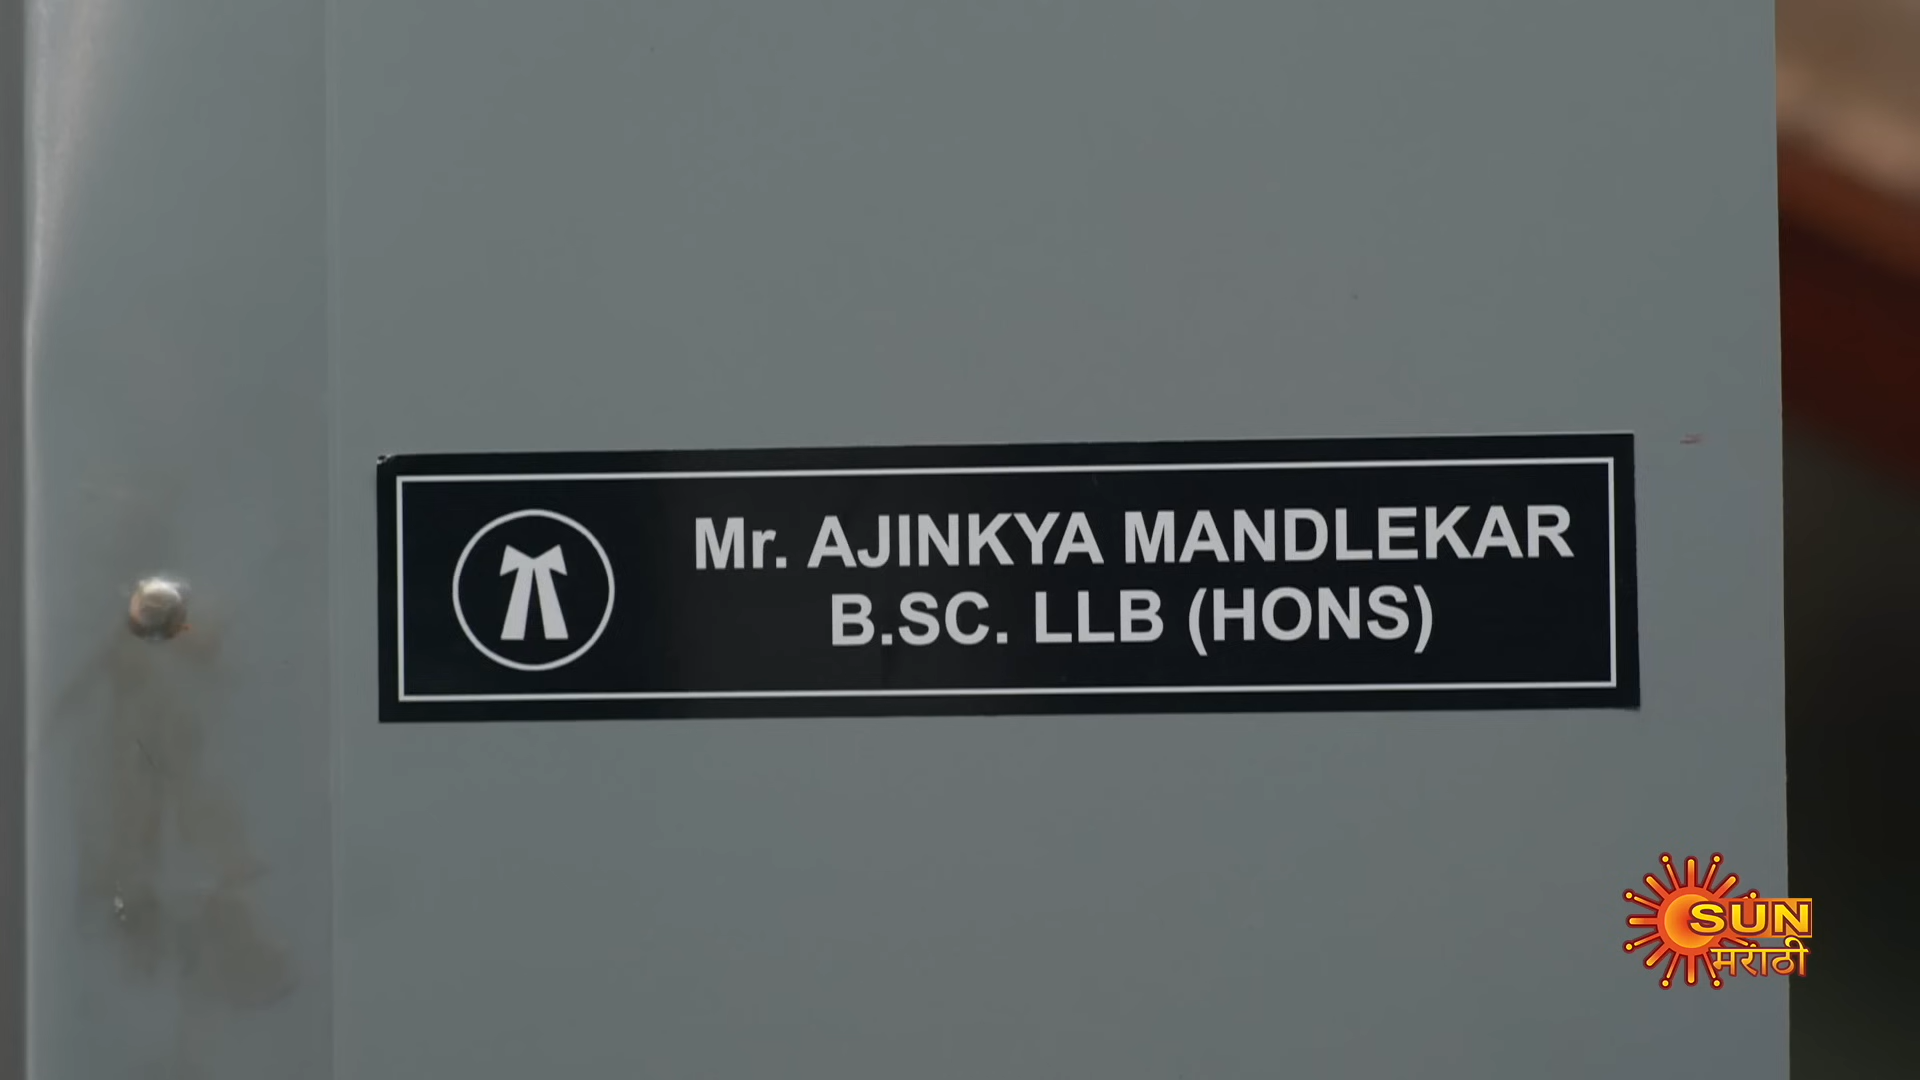 Mr. AJINKYA MANDLEKAR
B.SC. LLB (HONS)
SUN
मराठी